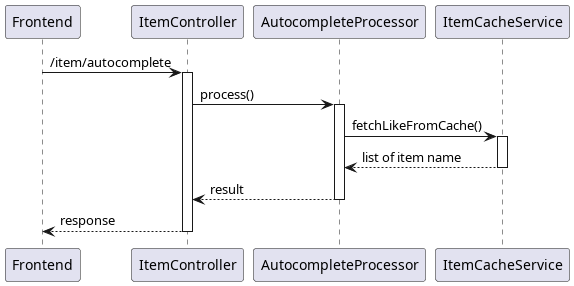 Frontend ItemController AutocompleteProcessor ItemCacheService
/item/autocomplete
process()
fetchLikeFromCache()
list of item name
result
response
Frontend ItemController AutocompleteProcessor ItemCacheService